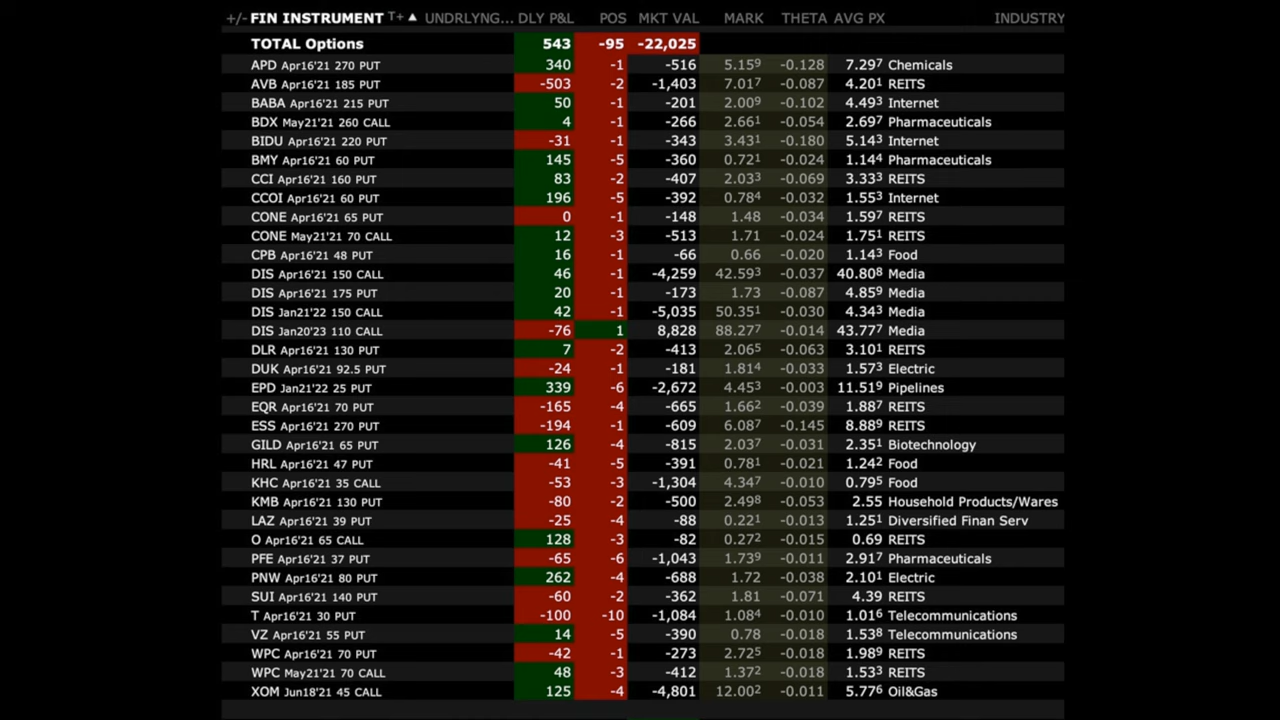 +/- FIN INSTRUMENT T+ ▲ UNDRLYNG... DLY P&L POS MKT VAL MARK THETA AVG PX INDUSTRY
TOTAL Options 543 -95 -22,025
APD Apr16'21 270 PUT 340 -1 -516 5.15⁹ -0.128 7.29⁷ Chemicals
AVB Apr16'21 185 PUT -503 -2 -1,403 7.01⁷ -0.087 4.20¹ REITS
BABA Apr16'21 215 PUT 50 -1 -201 2.00⁹ -0.102 4.49³ Internet
BDX May21'21 260 CALL 4 -1 -266 2.66¹ -0.054 2.69⁷ Pharmaceuticals
BIDU Apr16'21 220 PUT -31 -1 -343 3.43¹ -0.180 5.14³ Internet
BMY Apr16'21 60 PUT 145 -5 -360 0.72¹ -0.024 1.14⁴ Pharmaceuticals
CCI Apr16'21 160 PUT 83 -2 -407 2.03³ -0.069 3.33³ REITS
CCOI Apr16'21 60 PUT 196 -5 -392 0.78⁴ -0.032 1.55³ Internet
CONE Apr16'21 65 PUT 0 -1 -148 1.48 -0.034 1.59⁷ REITS
CONE May21'21 70 CALL 12 -3 -513 1.71 -0.024 1.75¹ REITS
CPB Apr16'21 48 PUT 16 -1 -66 0.66 -0.020 1.14³ Food
DIS Apr16'21 150 CALL 46 -1 -4,259 42.59³ -0.037 40.80⁸ Media
DIS Apr16'21 175 PUT 20 -1 -173 1.73 -0.087 4.85⁹ Media
DIS Jan21'22 150 CALL 42 -1 -5,035 50.35¹ -0.030 4.34³ Media
DIS Jan20'23 110 CALL -76 1 8,828 88.27⁷ -0.014 43.77⁷ Media
DLR Apr16'21 130 PUT 7 -2 -413 2.06⁵ -0.063 3.10¹ REITS
DUK Apr16'21 92.5 PUT -24 -1 -181 1.81⁴ -0.033 1.57³ Electric
EPD Jan21'22 25 PUT 339 -6 -2,672 4.45³ -0.003 11.51⁹ Pipelines
EQR Apr16'21 70 PUT -165 -4 -665 1.66² -0.039 1.88⁷ REITS
ESS Apr16'21 270 PUT -194 -1 -609 6.08⁷ -0.145 8.88⁹ REITS
GILD Apr16'21 65 PUT 126 -4 -815 2.03⁷ -0.031 2.35¹ Biotechnology
HRL Apr16'21 47 PUT -41 -5 -391 0.78¹ -0.021 1.24² Food
KHC Apr16'21 35 CALL -53 -3 -1,304 4.34⁷ -0.010 0.79⁵ Food
KMB Apr16'21 130 PUT -80 -2 -500 2.49⁸ -0.053 2.55 Household Products/Wares
LAZ Apr16'21 39 PUT -25 -4 -88 0.22¹ -0.013 1.25¹ Diversified Finan Serv
O Apr16'21 65 CALL 128 -3 -82 0.27² -0.015 0.69 REITS
PFE Apr16'21 37 PUT -65 -6 -1,043 1.73⁹ -0.011 2.91⁷ Pharmaceuticals
PNW Apr16'21 80 PUT 262 -4 -688 1.72 -0.038 2.10¹ Electric
SUI Apr16'21 140 PUT -60 -2 -362 1.81 -0.071 4.39 REITS
T Apr16'21 30 PUT -100 -10 -1,084 1.08⁴ -0.010 1.01⁶ Telecommunications
VZ Apr16'21 55 PUT 14 -5 -390 0.78 -0.018 1.53⁸ Telecommunications
WPC Apr16'21 70 PUT -42 -1 -273 2.72⁵ -0.018 1.98⁹ REITS
WPC May21'21 70 CALL 48 -3 -412 1.37² -0.018 1.53³ REITS
XOM Jun18'21 45 CALL 125 -4 -4,801 12.00² -0.011 5.77⁶ Oil&Gas